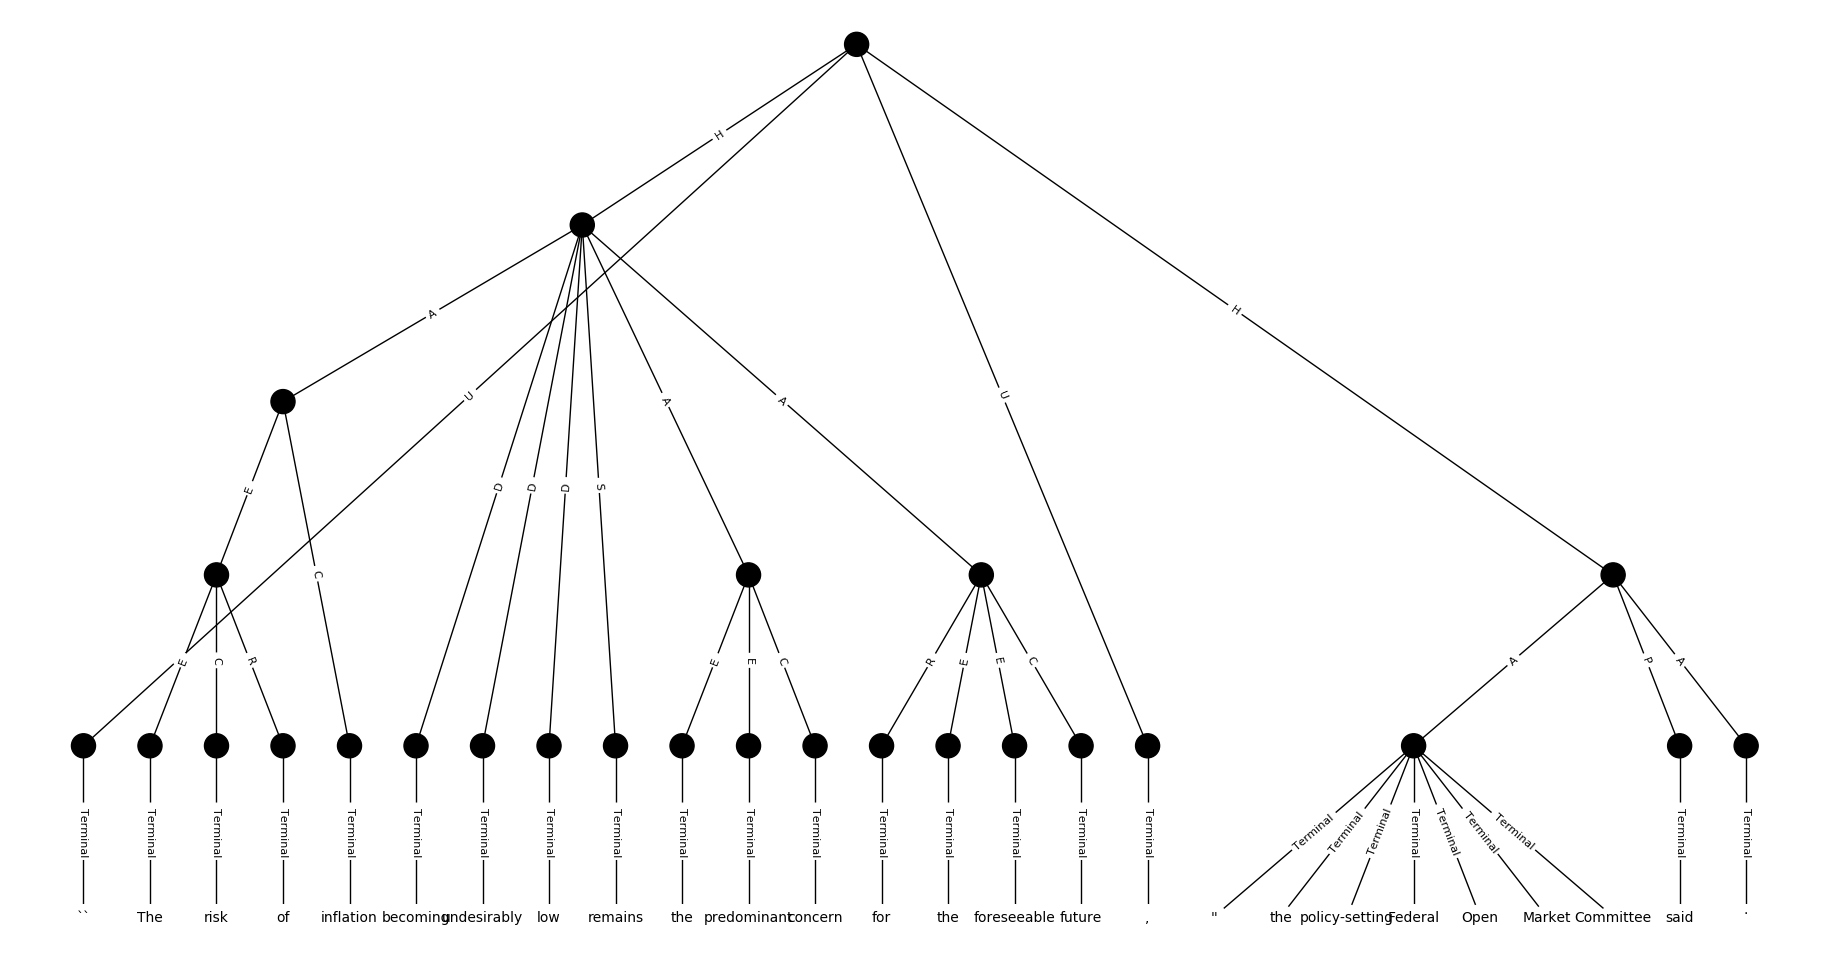 H
H
A
U
A
A
U
D
D
D
S
E
C
E
C
R
E
E
C
R
E
E
C
A
P
A
Terminal Terminal Terminal Terminal Terminal Terminal Terminal Terminal Terminal Terminal Terminal Terminal Terminal Terminal Terminal Terminal Terminal Terminal Terminal Terminal Terminal Terminal Terminal Terminal Terminal Terminal
`` The risk of inflation becoming undesirably low remains the predominant concern for the foreseeable future , " the policy-setting Federal Open Market Committee said .